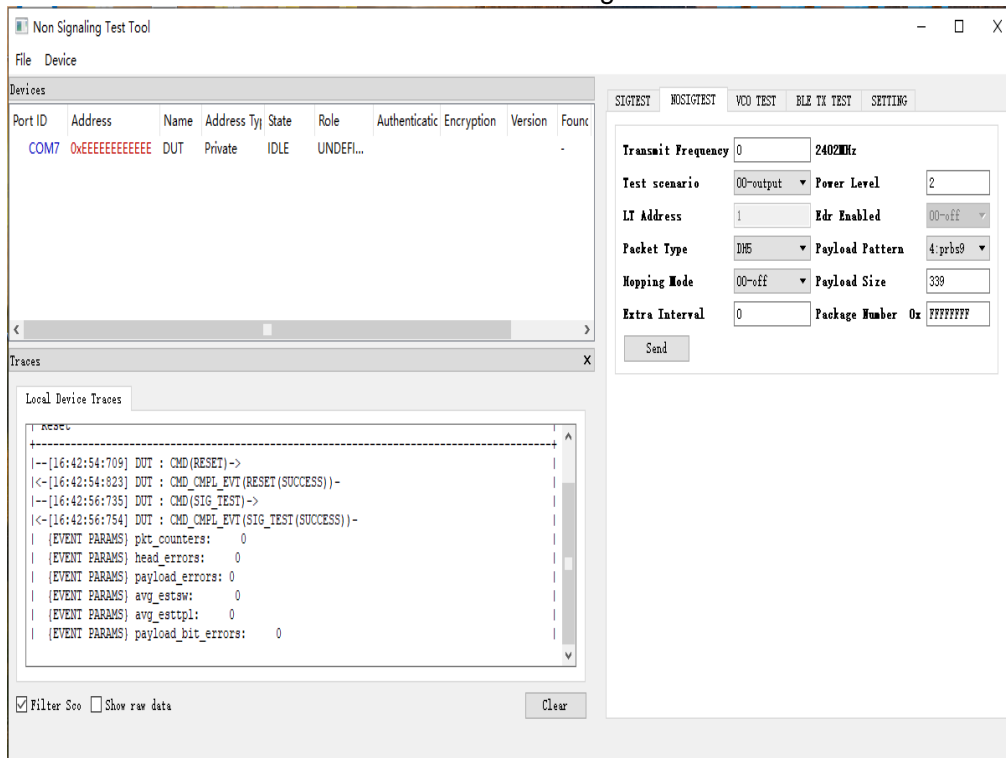 Non Signaling Test Tool
File Device
Devices
Port ID Address Name Address Ty State Role Authenticatic Encryption Version Found
COM7 0xEEEEEEEEEEEE DUT Private IDLE UNDEFI... -
Traces
Local Device Traces
| Reset
+--------------------------------------------------------------------------------------+
|--[16:42:54:709] DUT : CMD(RESET)-> |
|<-[16:42:54:823] DUT : CMD_CMPL_EVT(RESET(SUCCESS))- |
|--[16:42:56:735] DUT : CMD(SIG_TEST)-> |
|<-[16:42:56:754] DUT : CMD_CMPL_EVT(SIG_TEST(SUCCESS))- |
| {EVENT PARAMS} pkt_counters: 0 |
| {EVENT PARAMS} head_errors: 0 |
| {EVENT PARAMS} payload_errors: 0 |
| {EVENT PARAMS} avg_estsw: 0 |
| {EVENT PARAMS} avg_esttpl: 0 |
| {EVENT PARAMS} payload_bit_errors: 0 |
Filter Sco Show raw data Clear
SIGTEST NOSIGTEST VCO TEST BLE TX TEST SETTING
Transmit Frequency 0 2402MHz
Test scenario 00-output Power Level 2
LT Address 1 Edr Enabled 00-off
Packet Type DH5 Payload Pattern 4:prbs9
Hopping Mode 00-off Payload Size 339
Extra Interval 0 Package Number 0x FFFFFFFF
Send